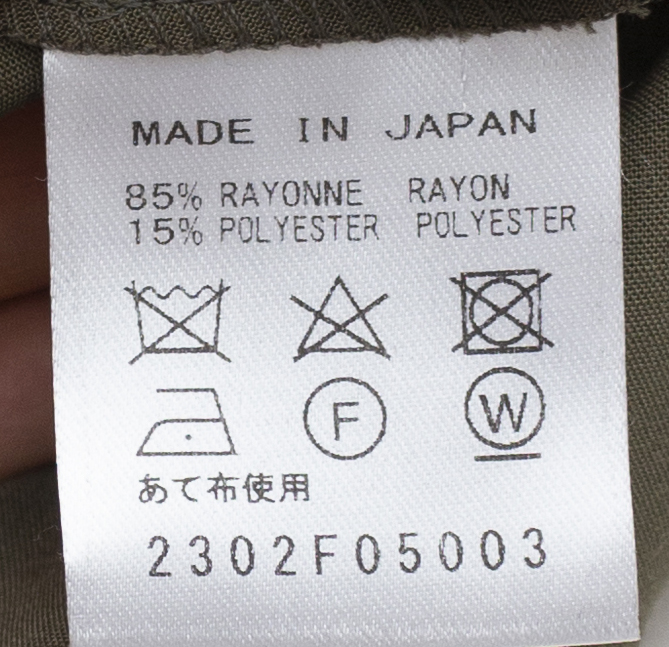 MADE IN JAPAN
85% RAYONNE RAYON
15% POLYESTER POLYESTER
F W
あて布使用
2302F05003